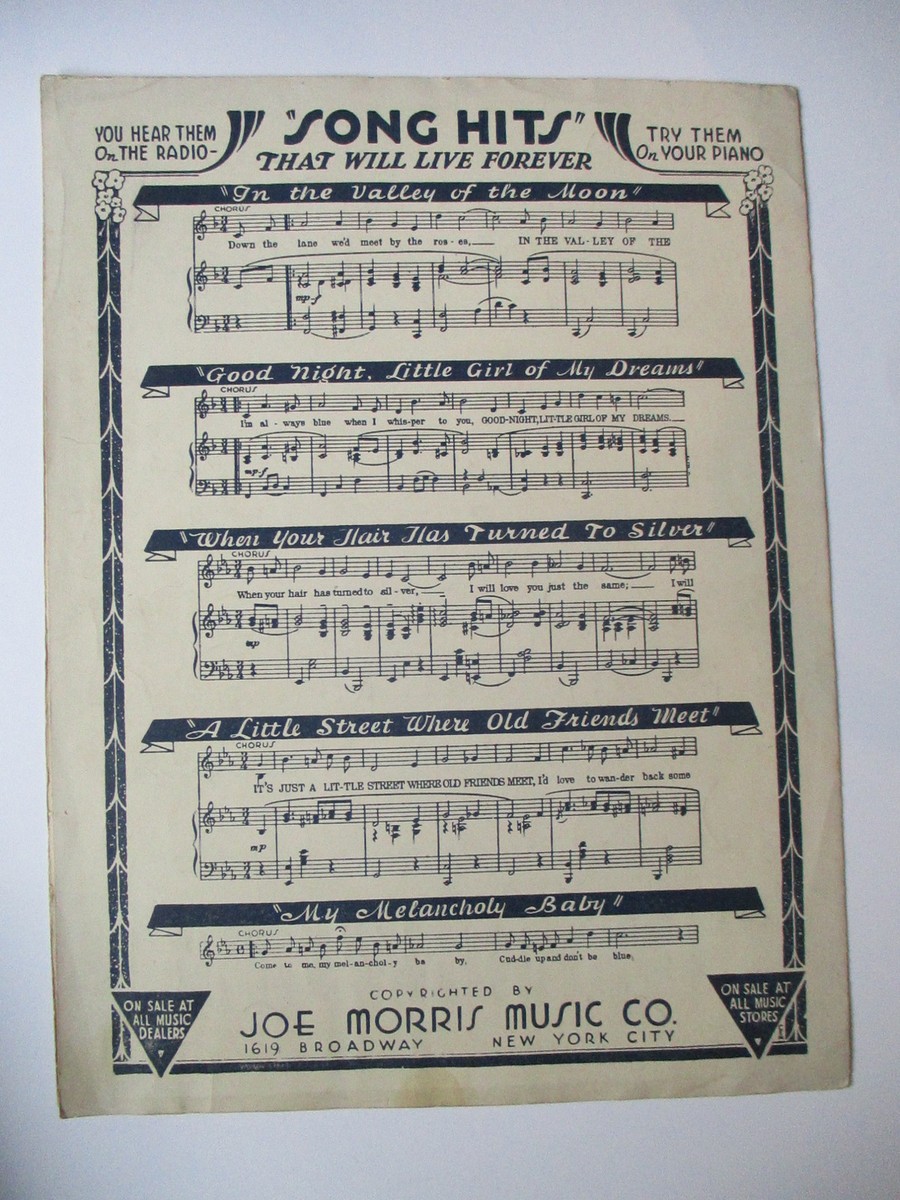 YOU HEAR THEM
On THE RADIO-
"SONG HITS"
THAT WILL LIVE FOREVER
TRY THEM
On YOUR PIANO
"In the Valley of the Moon"
CHORUS
Down the lane we'd meet by the ros-es, IN THE VAL-LEY OF THE
mp-f
"Good Night, Little Girl of My Dreams"
CHORUS
I'm al-ways blue when I whis-per to you, GOOD-NIGHT, LIT-TLE GIRL OF MY DREAMS.
mp-f
"When Your Hair Has Turned To Silver"
CHORUS
When your hair has turned to sil-ver, I will love you just the same; I will
mp
"A Little Street Where Old Friends Meet"
CHORUS
IT'S JUST A LIT-TLE STREET WHERE OLD FRIENDS MEET, I'd love to wan-der back some
mp
"My Melancholy Baby"
CHORUS
Come to me, my mel-an-chol-y ba by, Cud-dle up and don't be blue,
ON SALE AT
ALL MUSIC
DEALERS
COPYRIGHTED BY
JOE MORRIS MUSIC CO.
1619 BROADWAY NEW YORK CITY
ON SALE AT
ALL MUSIC
STORES